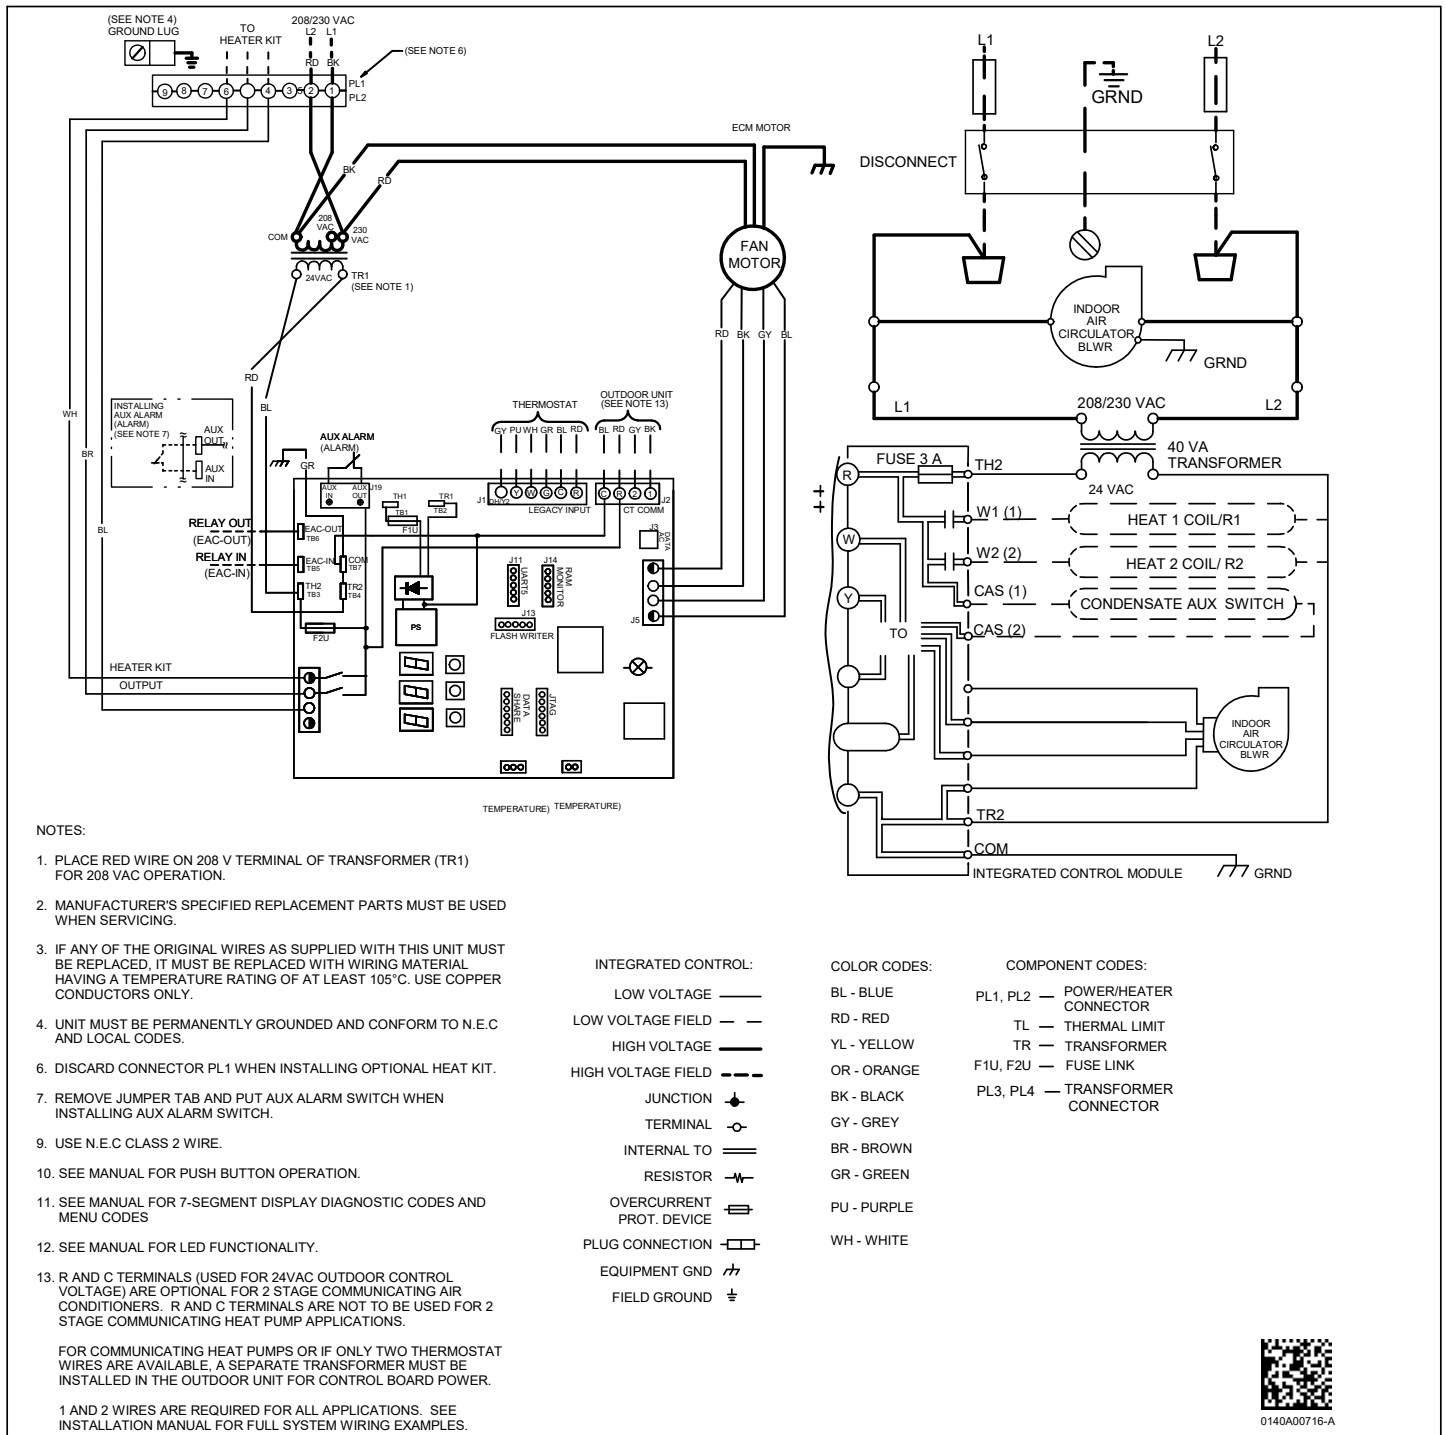 (SEE NOTE 4)
GROUND LUG
TO
HEATER KIT
208/230 VAC
L2 L1
RD BK
(SEE NOTE 6)
PL1
PL2
9 8 7 6 4 3 5 2 1
ECM MOTOR
BK
RD
COM
208
VAC
230
VAC
24VAC
TR1
(SEE NOTE 1)
FAN
MOTOR
RD BK GY BL
RD
BL
WH
BR
BL
INSTALLING
AUX ALARM
(ALARM)
(SEE NOTE 7)
AUX
OUT
AUX
IN
AUX ALARM
(ALARM)
GR
THERMOSTAT
OUTDOOR UNIT
(SEE NOTE 13)
GY PU WH GR BL RD
BL RD GY BK
AUX
IN
AUX
OUT
J19
TH1
TB1
F1U
TR1
TB2
J1
DH/Y2
Y W G C R
C R 2 1
J2
LEGACY INPUT
CT COMM
RELAY OUT
(EAC-OUT)
RELAY IN
(EAC-IN)
EAC-OUT
TB6
EAC-IN
TB5
COM
TB7
TH2
TB3
TR2
TB4
F2U
PS
J11
UART5
J14
RAM
MONITOR
J13
FLASH WRITER
J3
DATA
AC
J5
HEATER KIT
OUTPUT
DATA
SHARE
JTAG
TEMPERATURE) TEMPERATURE)
L1
L2
GRND
DISCONNECT
INDOOR
AIR
CIRCULATOR
BLWR
GRND
L1
208/230 VAC
L2
40 VA
TRANSFORMER
24 VAC
R
FUSE 3 A
TH2
W1 (1)
HEAT 1 COIL/R1
W
W2 (2)
HEAT 2 COIL/ R2
Y
CAS (1)
CONDENSATE AUX SWITCH
TO
CAS (2)
INDOOR
AIR
CIRCULATOR
BLWR
TR2
COM
INTEGRATED CONTROL MODULE
GRND
NOTES:
1. PLACE RED WIRE ON 208 V TERMINAL OF TRANSFORMER (TR1)
FOR 208 VAC OPERATION.
2. MANUFACTURER'S SPECIFIED REPLACEMENT PARTS MUST BE USED
WHEN SERVICING.
3. IF ANY OF THE ORIGINAL WIRES AS SUPPLIED WITH THIS UNIT MUST
BE REPLACED, IT MUST BE REPLACED WITH WIRING MATERIAL
HAVING A TEMPERATURE RATING OF AT LEAST 105°C. USE COPPER
CONDUCTORS ONLY.
4. UNIT MUST BE PERMANENTLY GROUNDED AND CONFORM TO N.E.C
AND LOCAL CODES.
6. DISCARD CONNECTOR PL1 WHEN INSTALLING OPTIONAL HEAT KIT.
7. REMOVE JUMPER TAB AND PUT AUX ALARM SWITCH WHEN
INSTALLING AUX ALARM SWITCH.
9. USE N.E.C CLASS 2 WIRE.
10. SEE MANUAL FOR PUSH BUTTON OPERATION.
11. SEE MANUAL FOR 7-SEGMENT DISPLAY DIAGNOSTIC CODES AND
MENU CODES
12. SEE MANUAL FOR LED FUNCTIONALITY.
13. R AND C TERMINALS (USED FOR 24VAC OUTDOOR CONTROL
VOLTAGE) ARE OPTIONAL FOR 2 STAGE COMMUNICATING AIR
CONDITIONERS. R AND C TERMINALS ARE NOT TO BE USED FOR 2
STAGE COMMUNICATING HEAT PUMP APPLICATIONS.
FOR COMMUNICATING HEAT PUMPS OR IF ONLY TWO THERMOSTAT
WIRES ARE AVAILABLE, A SEPARATE TRANSFORMER MUST BE
INSTALLED IN THE OUTDOOR UNIT FOR CONTROL BOARD POWER.
1 AND 2 WIRES ARE REQUIRED FOR ALL APPLICATIONS. SEE
INSTALLATION MANUAL FOR FULL SYSTEM WIRING EXAMPLES.
INTEGRATED CONTROL:
LOW VOLTAGE
LOW VOLTAGE FIELD
HIGH VOLTAGE
HIGH VOLTAGE FIELD
JUNCTION
TERMINAL
INTERNAL TO
RESISTOR
OVERCURRENT
PROT. DEVICE
PLUG CONNECTION
EQUIPMENT GND
FIELD GROUND
COLOR CODES:
BL - BLUE
RD - RED
YL - YELLOW
OR - ORANGE
BK - BLACK
GY - GREY
BR - BROWN
GR - GREEN
PU - PURPLE
WH - WHITE
COMPONENT CODES:
PL1, PL2 — POWER/HEATER
CONNECTOR
TL — THERMAL LIMIT
TR — TRANSFORMER
F1U, F2U — FUSE LINK
PL3, PL4 — TRANSFORMER
CONNECTOR
0140A00716-A